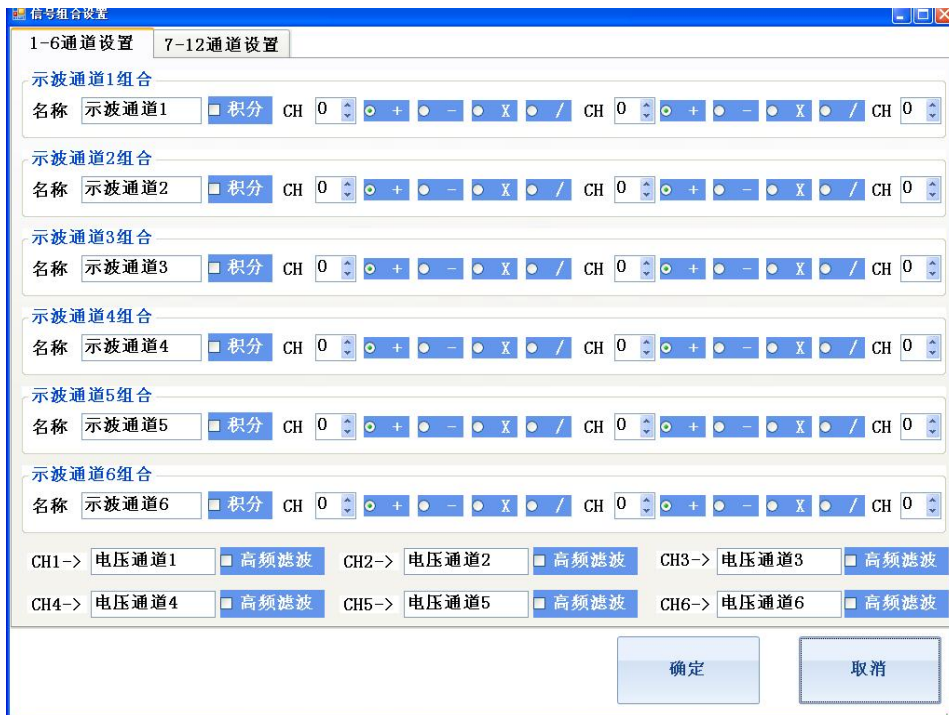 信号组合设置
1-6通道设置 7-12通道设置
示波通道1组合
名称 示波通道1 积分 CH 0 + - X / CH 0 + - X / CH 0
示波通道2组合
名称 示波通道2 积分 CH 0 + - X / CH 0 + - X / CH 0
示波通道3组合
名称 示波通道3 积分 CH 0 + - X / CH 0 + - X / CH 0
示波通道4组合
名称 示波通道4 积分 CH 0 + - X / CH 0 + - X / CH 0
示波通道5组合
名称 示波通道5 积分 CH 0 + - X / CH 0 + - X / CH 0
示波通道6组合
名称 示波通道6 积分 CH 0 + - X / CH 0 + - X / CH 0
CH1-> 电压通道1 高频滤波 CH2-> 电压通道2 高频滤波 CH3-> 电压通道3 高频滤波
CH4-> 电压通道4 高频滤波 CH5-> 电压通道5 高频滤波 CH6-> 电压通道6 高频滤波
确定 取消